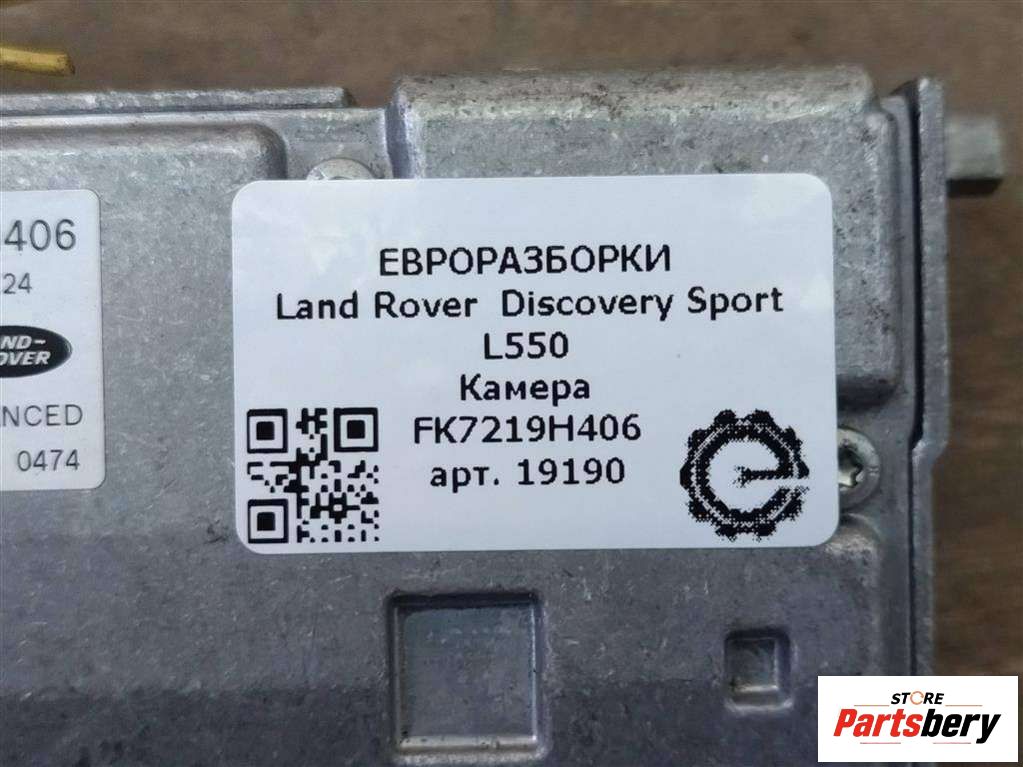 406
24
ND-
OVER
NCED
0474
ЕВРОРАЗБОРКИ
Land Rover Discovery Sport
L550
Камера
FK7219H406
арт. 19190
STORE
Partsbery